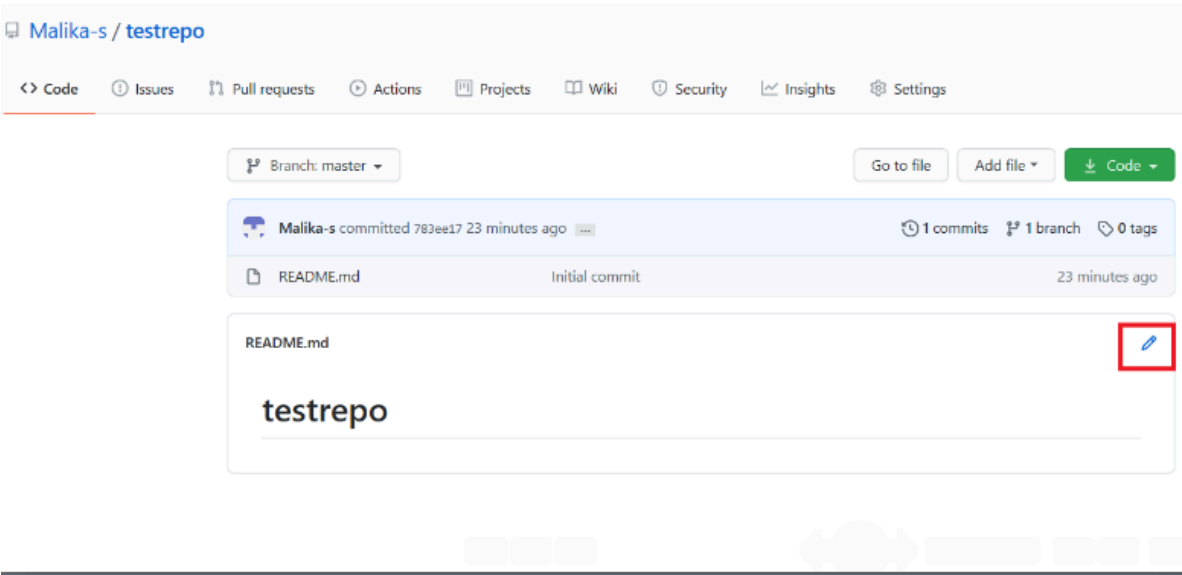 Malika-s / testrepo
<> Code Issues Pull requests Actions Projects Wiki Security Insights Settings
Branch: master Go to file Add file Code
Malika-s committed 783ee17 23 minutes ago ... 1 commits 1 branch 0 tags
README.md Initial commit 23 minutes ago
README.md
testrepo